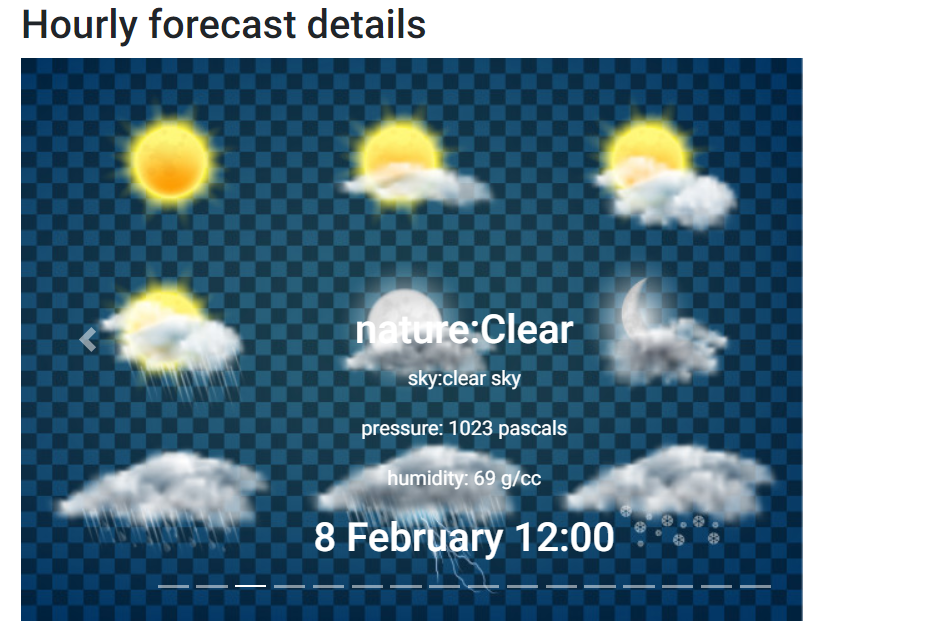 Hourly forecast details
nature:Clear
sky:clear sky
pressure: 1023 pascals
humidity: 69 g/cc
8 February 12:00